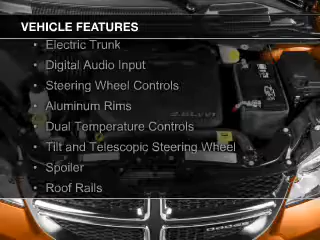 VEHICLE FEATURES
• Electric Trunk
• Digital Audio Input
• Steering Wheel Controls
• Aluminum Rims
• Dual Temperature Controls
• Tilt and Telescopic Steering Wheel
• Spoiler
• Roof Rails
DODGE